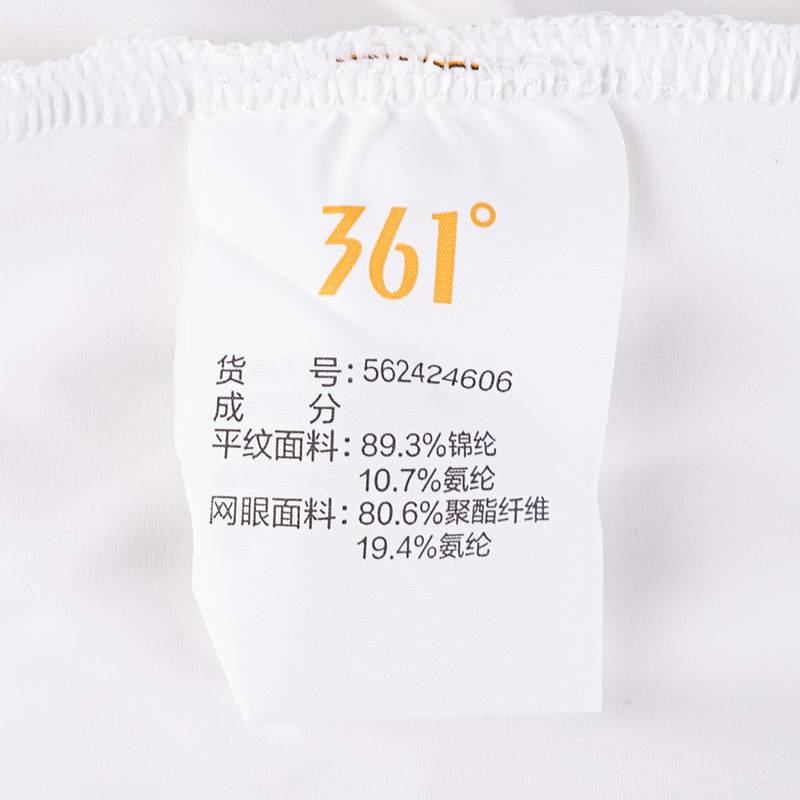 361°
货 号：562424606
成 分
平纹面料：89.3%锦纶
10.7%氨纶
网眼面料：80.6%聚酯纤维
19.4%氨纶